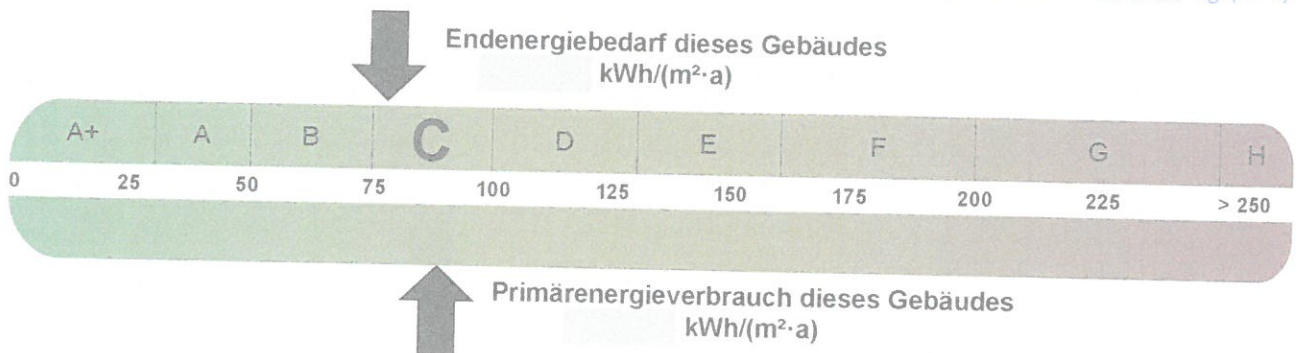 Endenergiebedarf dieses Gebäudes
kWh/(m²·a)
A+ A B C D E F G H
0 25 50 75 100 125 150 175 200 225 > 250
Primärenergieverbrauch dieses Gebäudes
kWh/(m²·a)